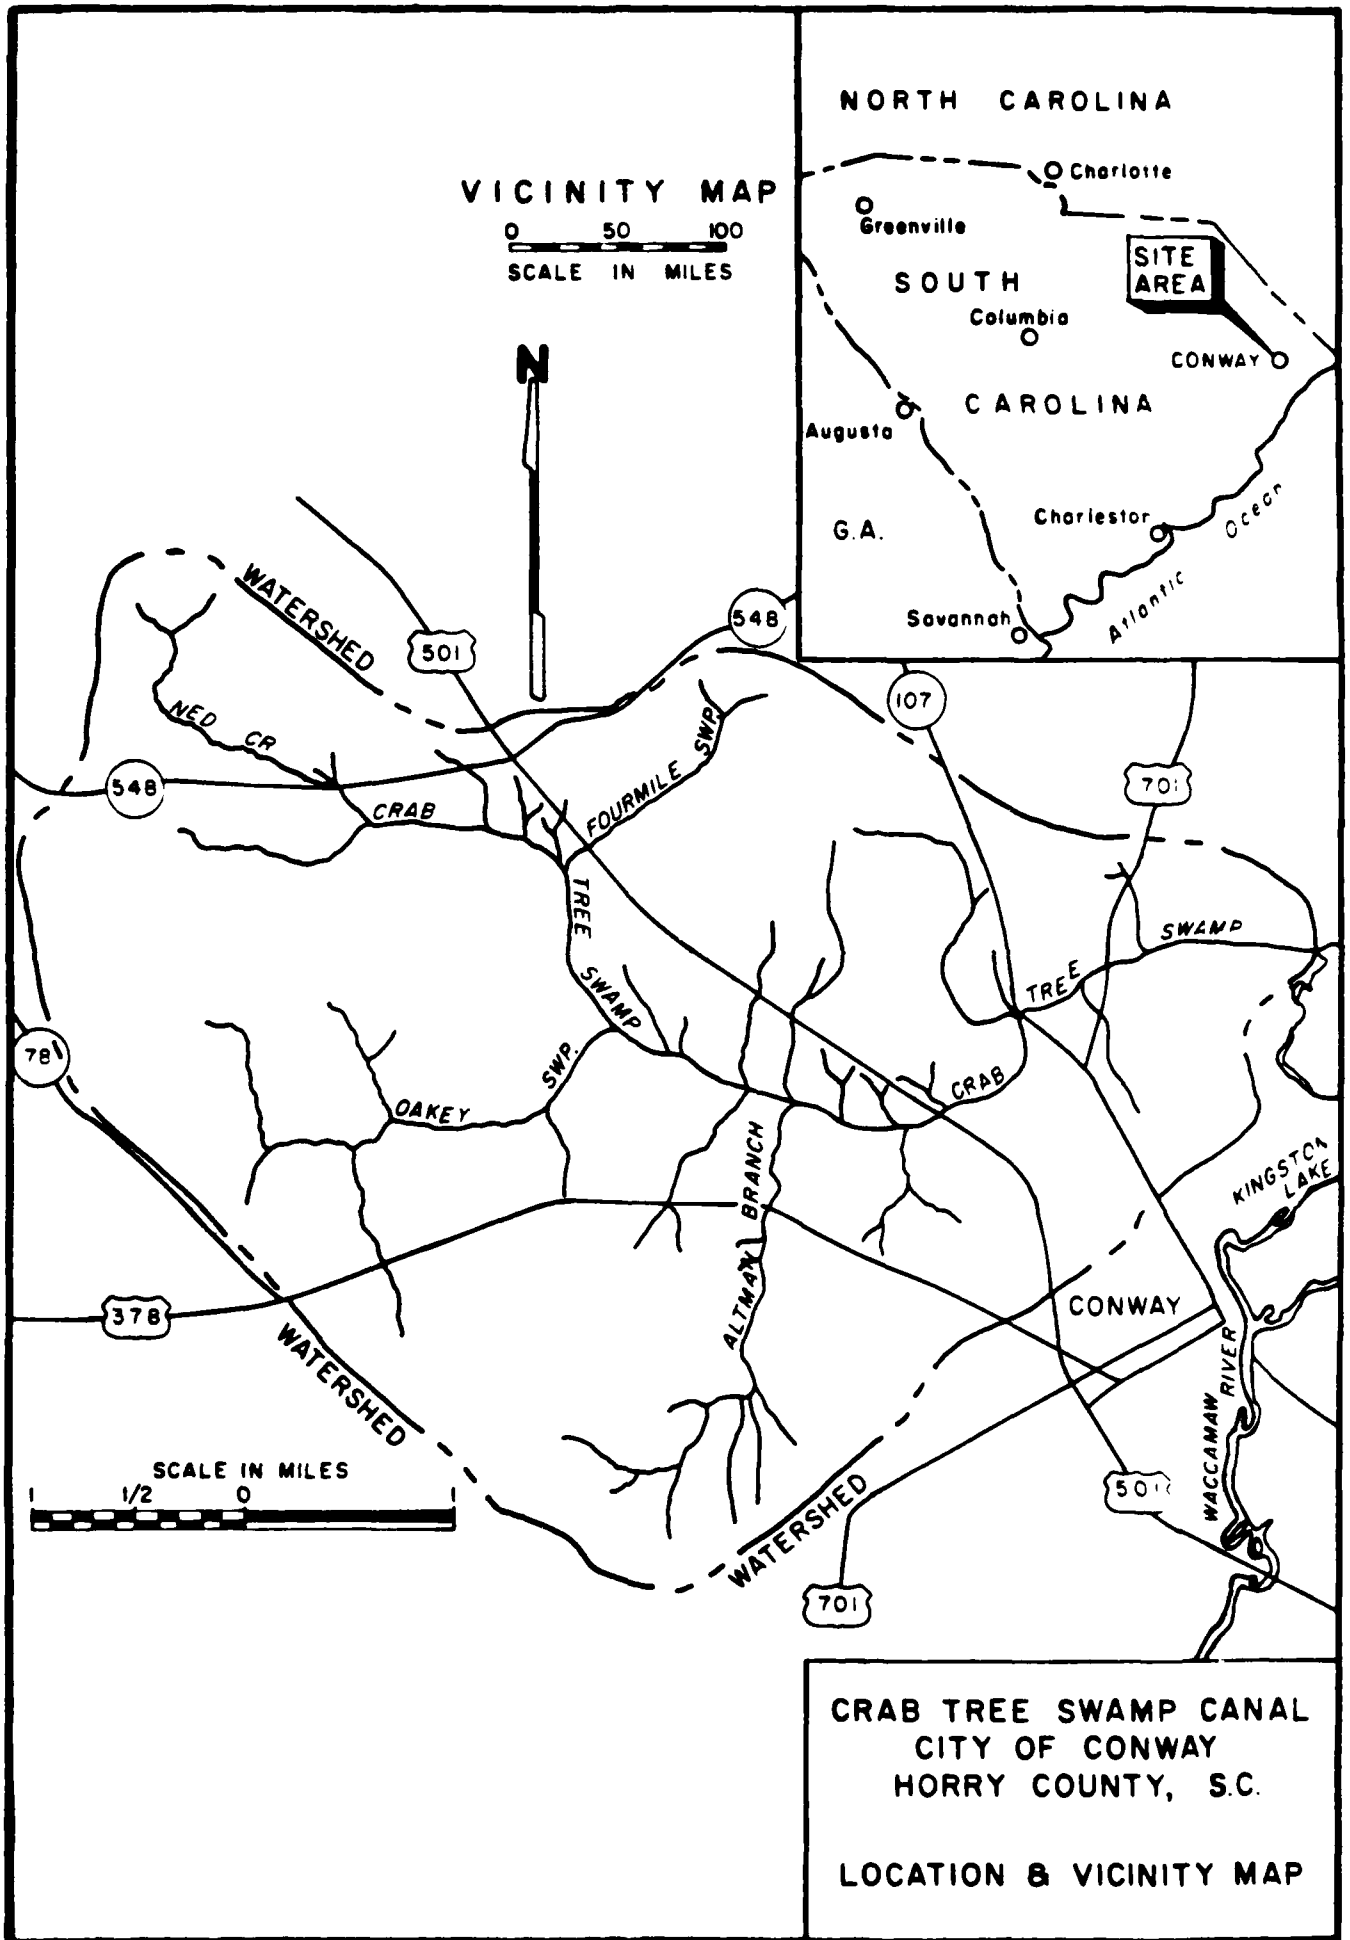 NORTH CAROLINA
Charlotte
Greenville
SITE
AREA
SOUTH
Columbia
CONWAY
CAROLINA
Augusta
G.A.
Charlestor
Atlantic Ocean
Savannah
VICINITY MAP
0 50 100
SCALE IN MILES
N
WATERSHED
501
548
107
701
NED CR
548
CRAB
FOURMILE SWP.
TREE
SWAMP
SWAMP
TREE
CRAB
78
OAKEY SWP.
ALTMAN BRANCH
KINGSTON
LAKE
378
WATERSHED
CONWAY
WACCAMAW RIVER
SCALE IN MILES
1 1/2 0 1
501
WATERSHED
701
CRAB TREE SWAMP CANAL
CITY OF CONWAY
HORRY COUNTY, S.C.
LOCATION & VICINITY MAP